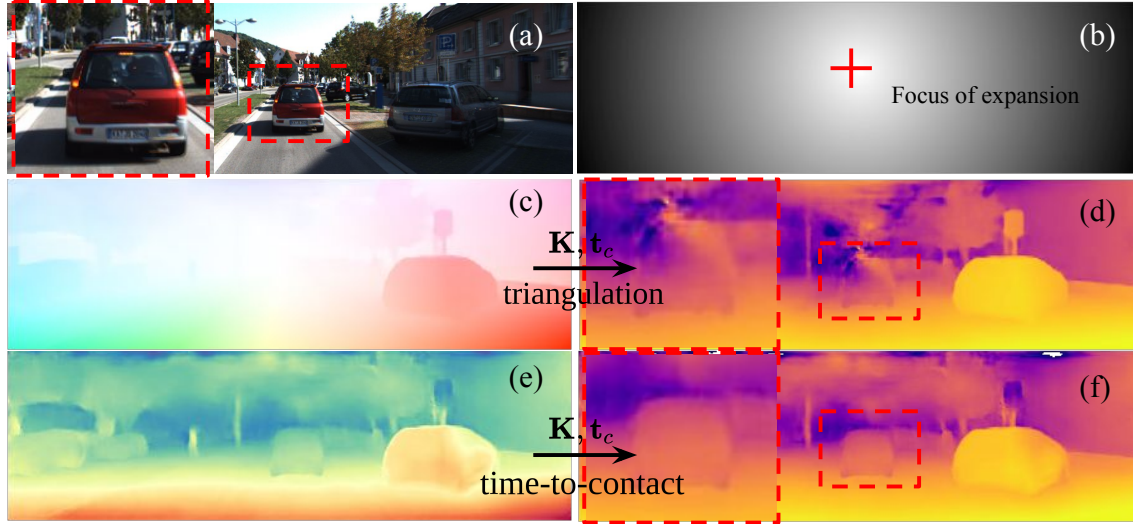 (a)
(b)
Focus of expansion
(c)
(d)
K, t_c
triangulation
(e)
(f)
K, t_c
time-to-contact